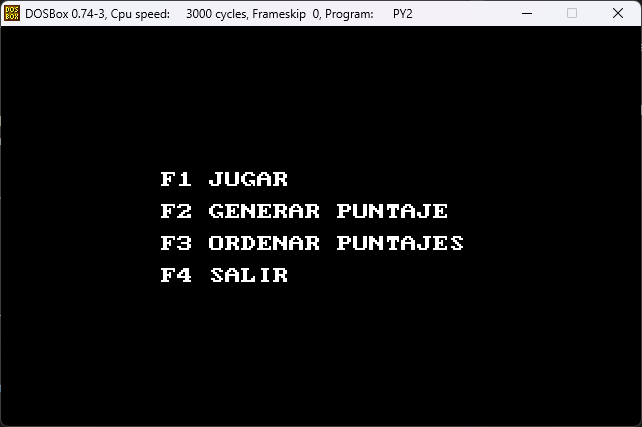 DOSBox 0.74-3, Cpu speed: 3000 cycles, Frameskip 0, Program: PY2
F1 JUGAR
F2 GENERAR PUNTAJE
F3 ORDENAR PUNTAJES
F4 SALIR